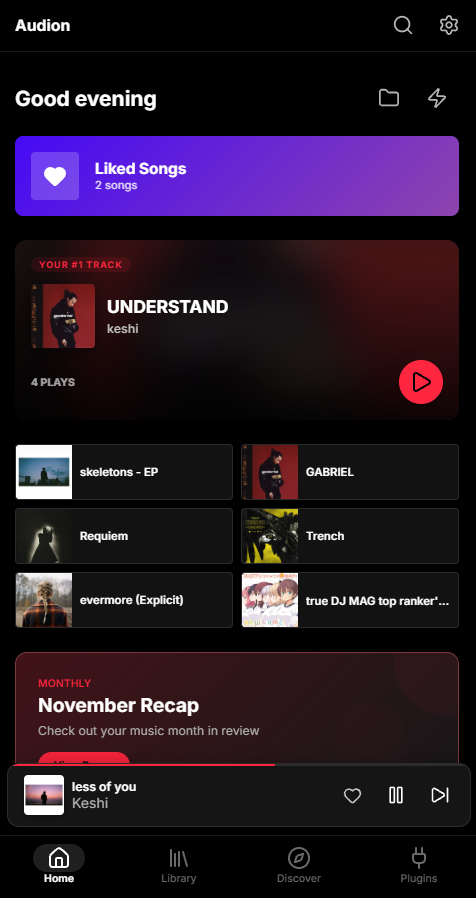 Audion
Good evening
Liked Songs
2 songs
YOUR #1 TRACK
UNDERSTAND
keshi
4 PLAYS
skeletons - EP
GABRIEL
Requiem
Trench
evermore (Explicit)
true DJ MAG top ranker'...
MONTHLY
November Recap
Check out your music month in review
less of you
Keshi
Home
Library
Discover
Plugins